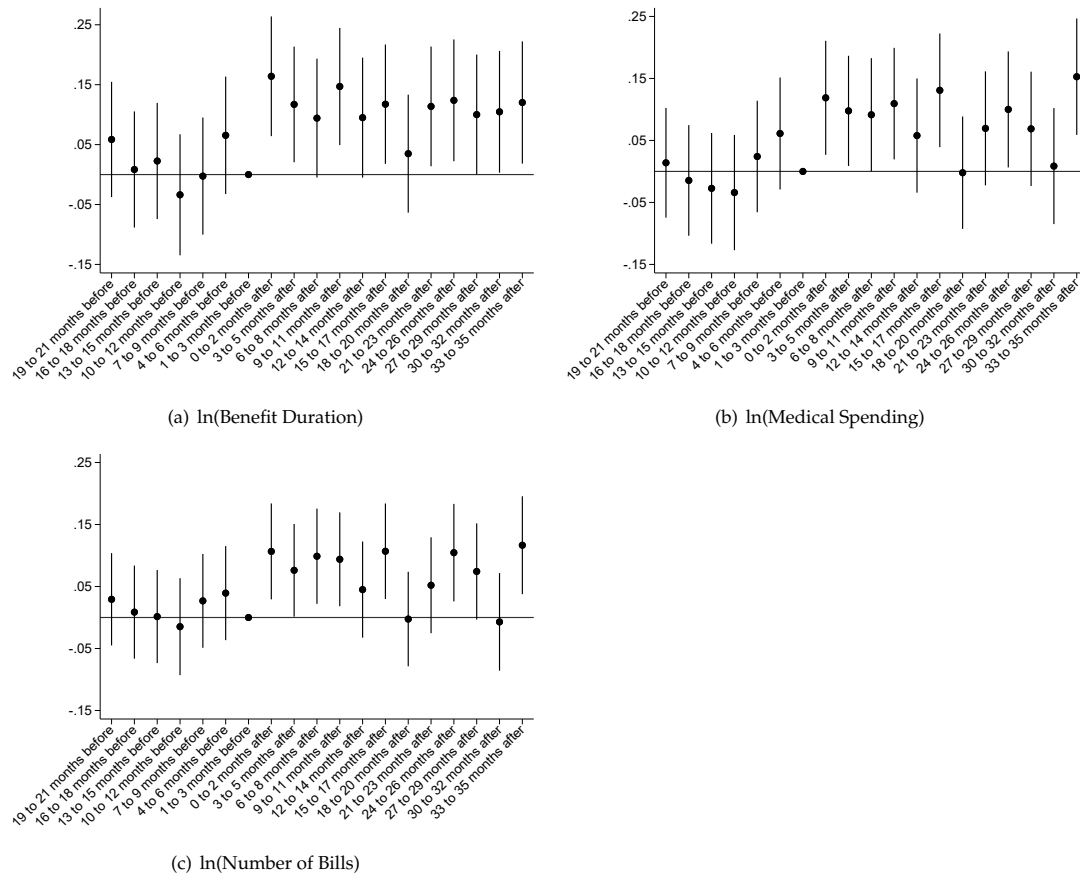 .25
.15
.05
-.05
-.15
19 to 21 months before
16 to 18 months before
13 to 15 months before
10 to 12 months before
7 to 9 months before
4 to 6 months before
1 to 3 months before
0 to 2 months after
3 to 5 months after
6 to 8 months after
9 to 11 months after
12 to 14 months after
15 to 17 months after
18 to 20 months after
21 to 23 months after
24 to 26 months after
27 to 29 months after
30 to 32 months after
33 to 35 months after
(a) ln(Benefit Duration)
.25
.15
.05
-.05
-.15
19 to 21 months before
16 to 18 months before
13 to 15 months before
10 to 12 months before
7 to 9 months before
4 to 6 months before
1 to 3 months before
0 to 2 months after
3 to 5 months after
6 to 8 months after
9 to 11 months after
12 to 14 months after
15 to 17 months after
18 to 20 months after
21 to 23 months after
24 to 26 months after
27 to 29 months after
30 to 32 months after
33 to 35 months after
(b) ln(Medical Spending)
.25
.15
.05
-.05
-.15
19 to 21 months before
16 to 18 months before
13 to 15 months before
10 to 12 months before
7 to 9 months before
4 to 6 months before
1 to 3 months before
0 to 2 months after
3 to 5 months after
6 to 8 months after
9 to 11 months after
12 to 14 months after
15 to 17 months after
18 to 20 months after
21 to 23 months after
24 to 26 months after
27 to 29 months after
30 to 32 months after
33 to 35 months after
(c) ln(Number of Bills)